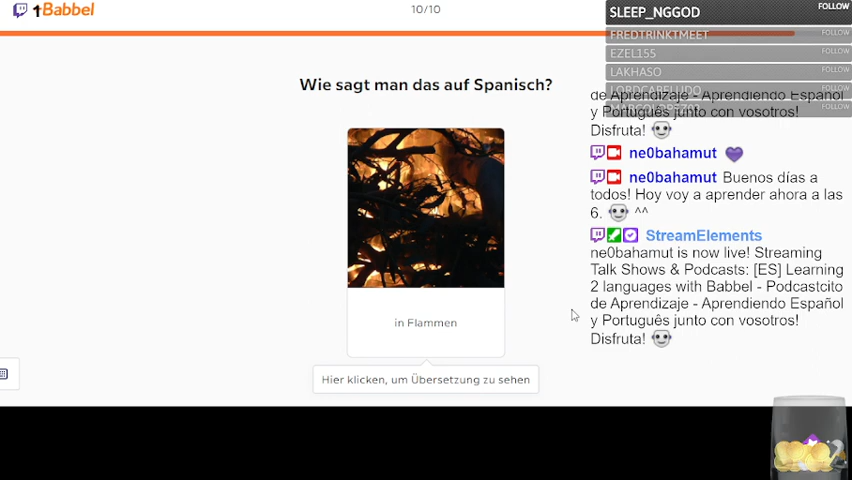 Babbel
10/10
Wie sagt man das auf Spanisch?
in Flammen
Hier klicken, um Übersetzung zu sehen
SLEEP_NGGOD
FOLLOW
FREDTRINKTMEET
FOLLOW
EZEL155
FOLLOW
LAKHASO
FOLLOW
LORDCABELUDO
FOLLOW
FOLLOW
de Aprendizaje - Aprendiendo Español
y Português junto con vosotros!
Disfruta!
ne0bahamut
ne0bahamut Buenos días a
todos! Hoy voy a aprender ahora a las
6. ^^
StreamElements
ne0bahamut is now live! Streaming
Talk Shows & Podcasts: [ES] Learning
2 languages with Babbel - Podcastcito
de Aprendizaje - Aprendiendo Español
y Português junto con vosotros!
Disfruta!